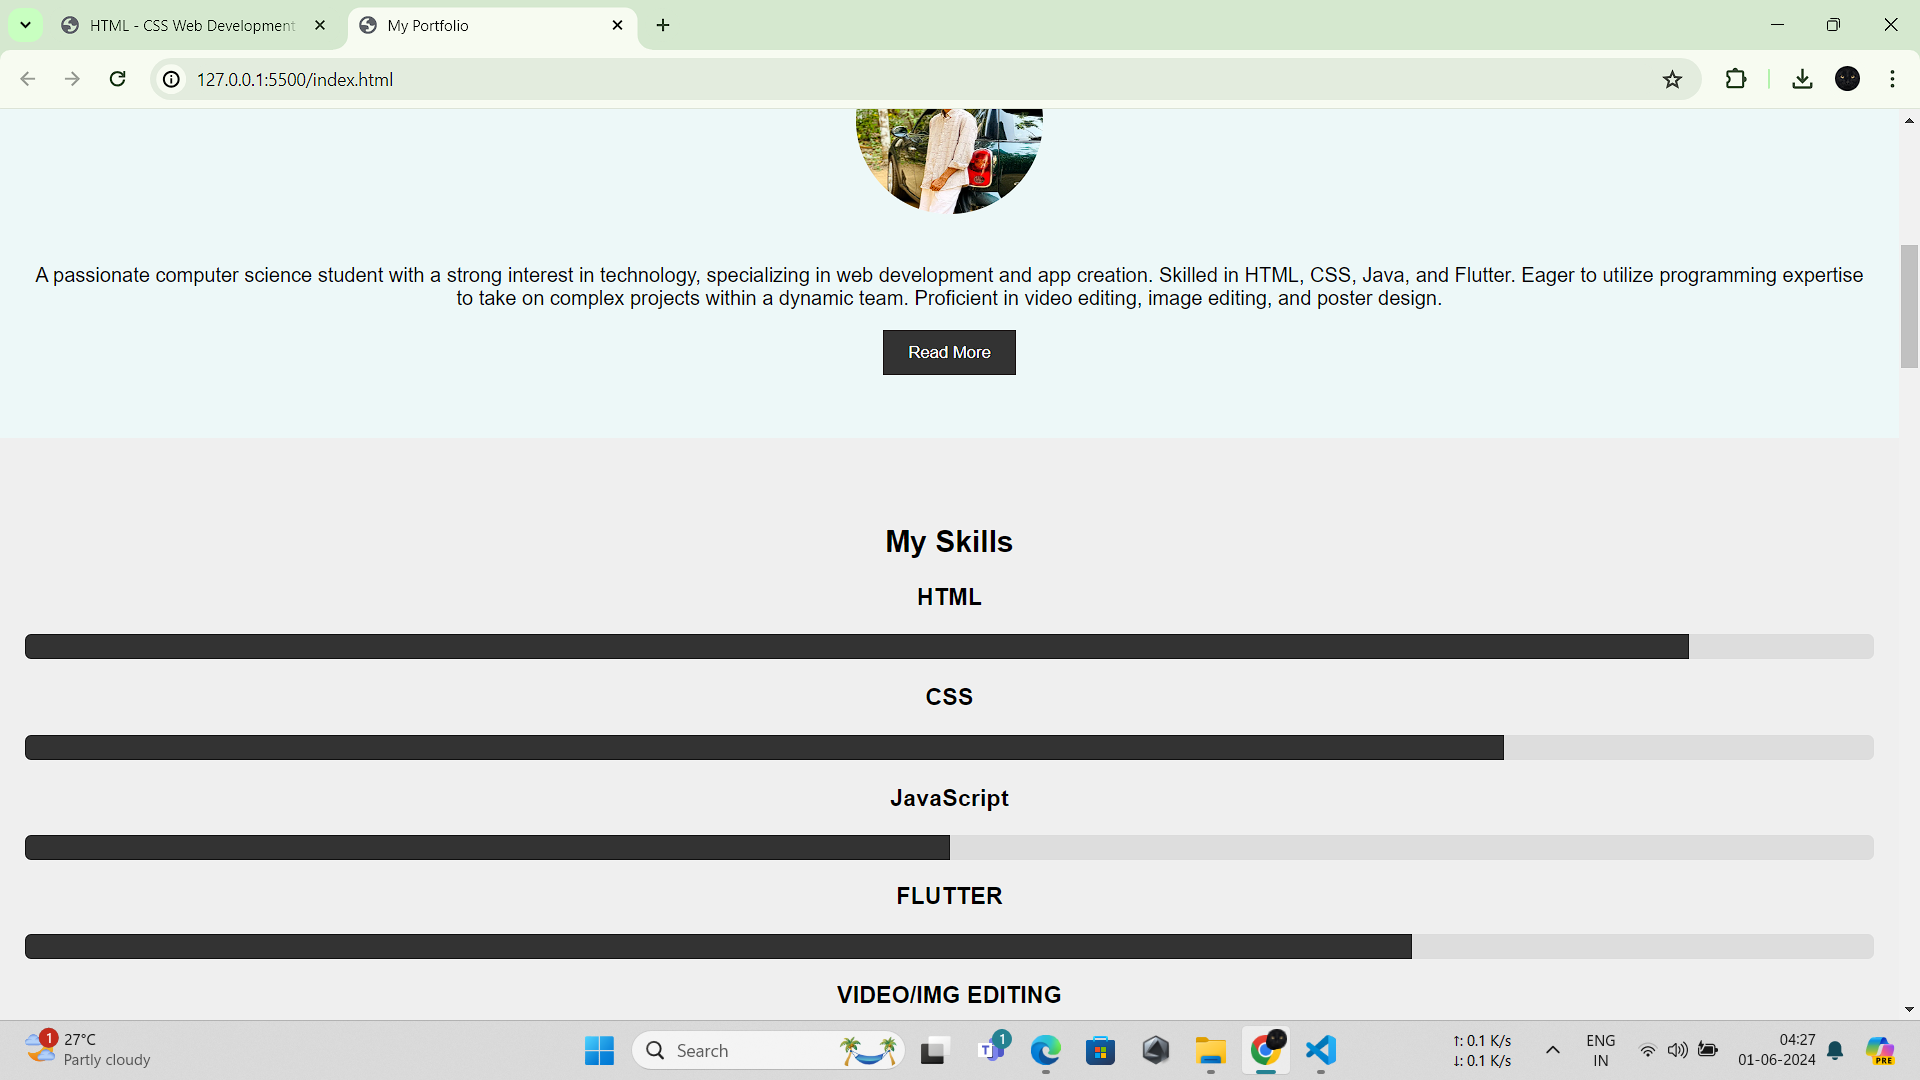 HTML - CSS Web Development
My Portfolio
127.0.0.1:5500/index.html
A passionate computer science student with a strong interest in technology, specializing in web development and app creation. Skilled in HTML, CSS, Java, and Flutter. Eager to utilize programming expertise
to take on complex projects within a dynamic team. Proficient in video editing, image editing, and poster design.
Read More
My Skills
HTML
CSS
JavaScript
FLUTTER
VIDEO/IMG EDITING
1
27°C
Partly cloudy
Search
T
1
↑: 0.1 K/s
↓: 0.1 K/s
ENG
IN
04:27
01-06-2024
PRE